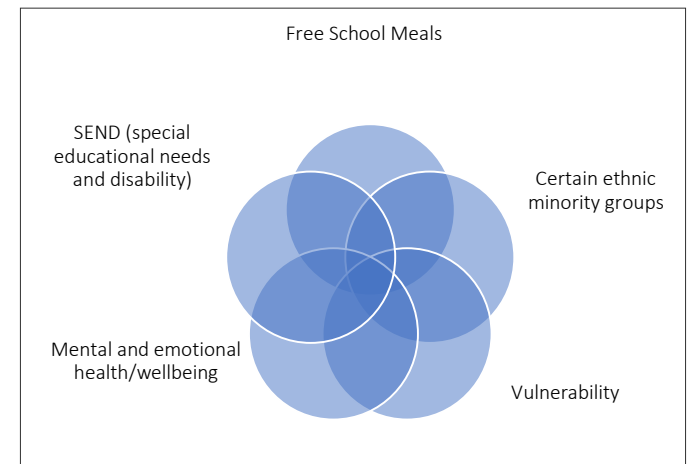 Free School Meals
SEND (special
educational needs
and disability)
Certain ethnic
minority groups
Mental and emotional
health/wellbeing
Vulnerability